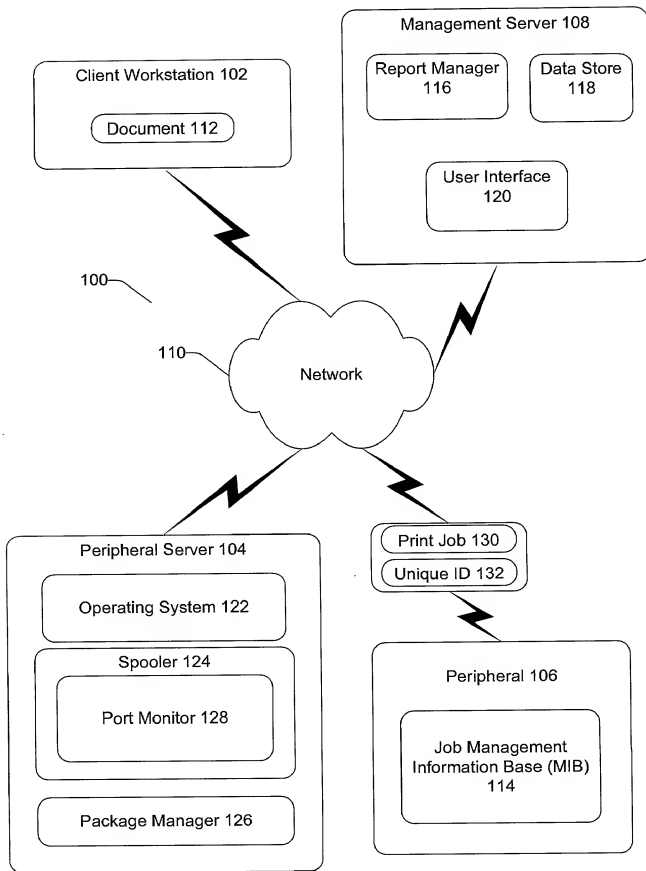 Client Workstation 102
Document 112
Management Server 108
Report Manager
116
Data Store
118
User Interface
120
100
110
Network
Peripheral Server 104
Operating System 122
Spooler 124
Port Monitor 128
Package Manager 126
Print Job 130
Unique ID 132
Peripheral 106
Job Management
Information Base (MIB)
114